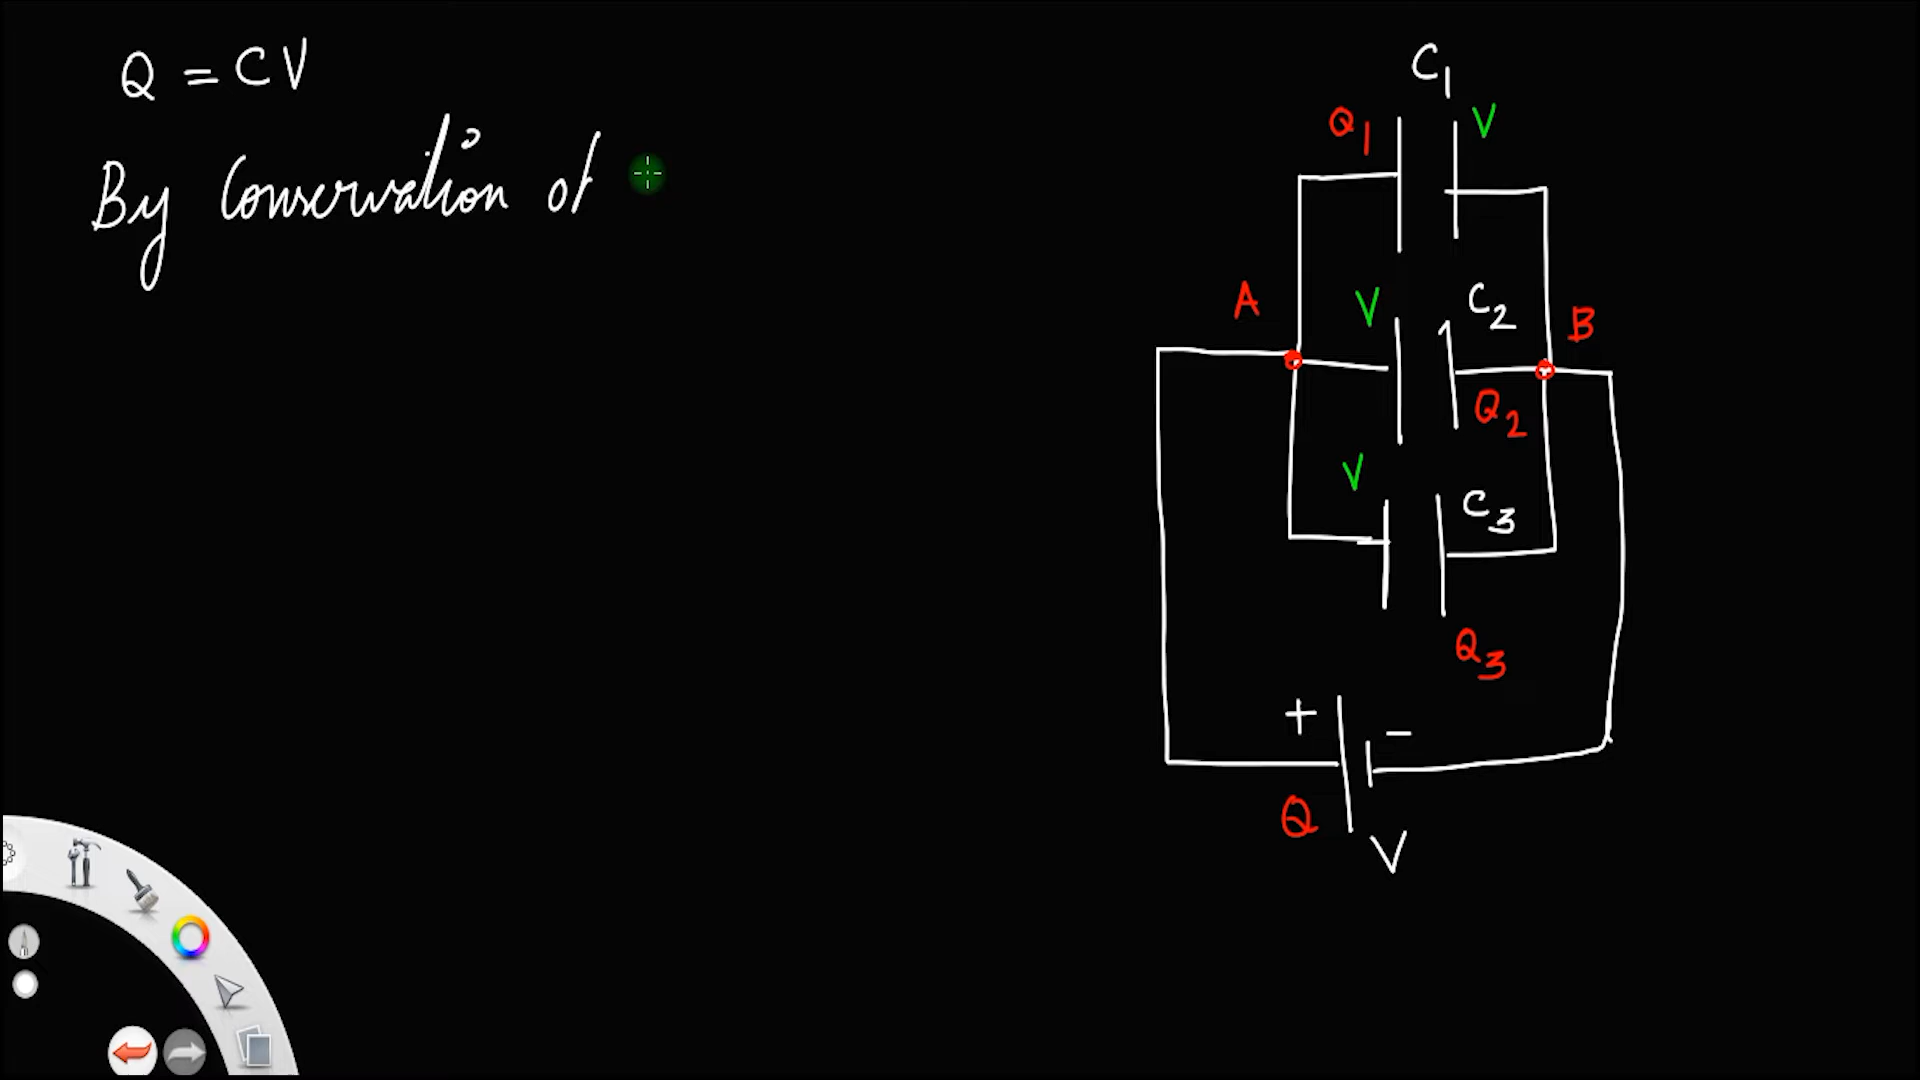 Q = CV
By Conservation of
C1
Q1
V
A
V
C2
B
Q2
V
C3
Q3
+
-
Q
V